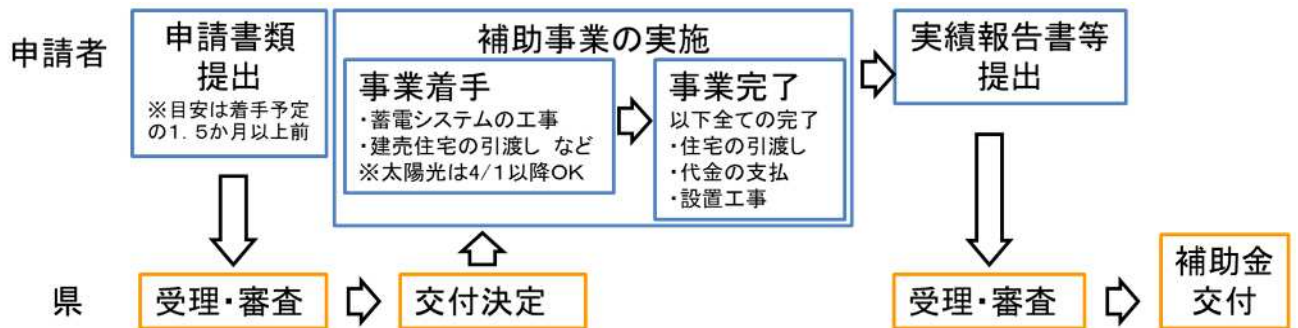 申請者
申請書類
提出
※目安は着手予定
の1．5か月以上前
補助事業の実施
事業着手
・蓄電システムの工事
・建売住宅の引渡し など
※太陽光は4/1以降OK
事業完了
以下全ての完了
・住宅の引渡し
・代金の支払
・設置工事
実績報告書等
提出
県
受理・審査
交付決定
受理・審査
補助金
交付